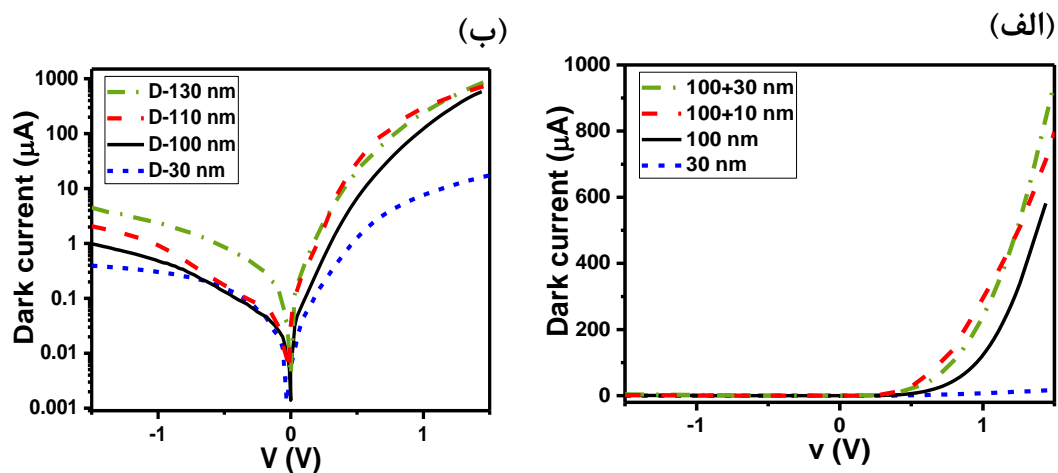 (ب)
1000
100
10
1
0.1
0.01
0.001
Dark current (μA)
D-130 nm
D-110 nm
D-100 nm
D-30 nm
-1
0
1
V (V)
(الف)
1000
800
600
400
200
0
Dark current (μA)
100+30 nm
100+10 nm
100 nm
30 nm
-1
0
1
v (V)